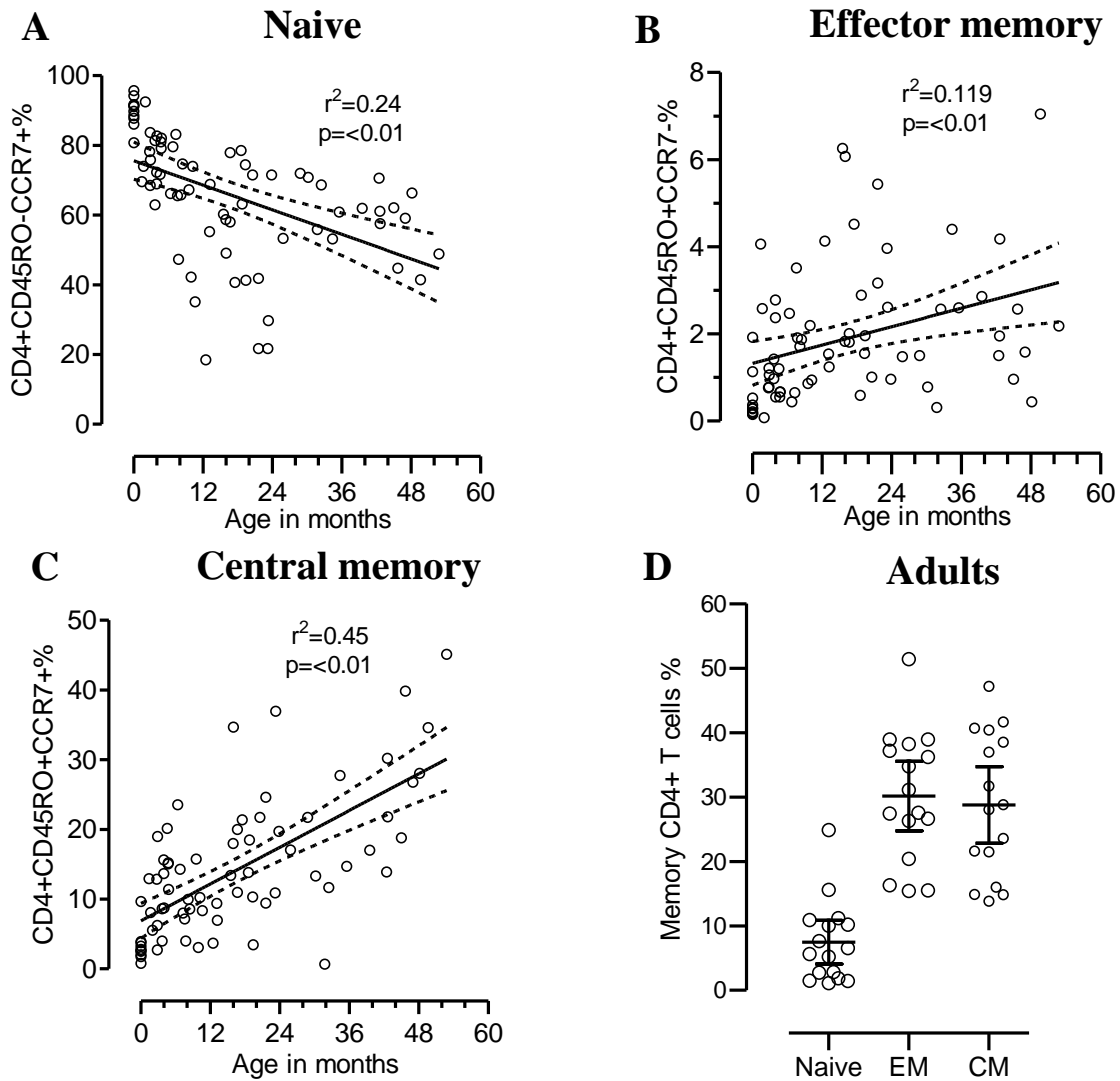 A
Naive
CD4+CD45RO-CCR7+%
100
80
60
40
20
0
r²=0.24
p=<0.01
0 12 24 36 48 60
Age in months
B
Effector memory
CD4+CD45RO+CCR7-%
8
6
4
2
0
r²=0.119
p=<0.01
0 12 24 36 48 60
Age in months
C
Central memory
CD4+CD45RO+CCR7+%
50
40
30
20
10
0
r²=0.45
p=<0.01
0 12 24 36 48 60
Age in months
D
Adults
Memory CD4+ T cells %
60
50
40
30
20
10
0
Naive EM CM